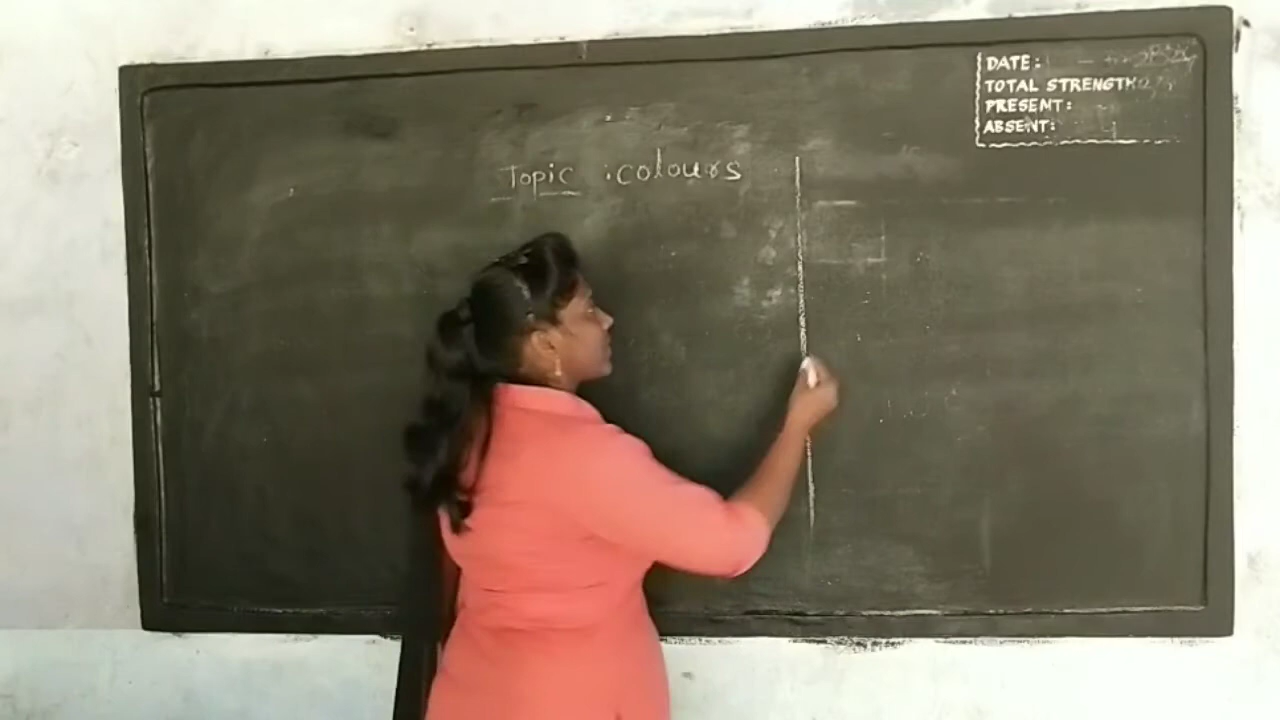 Topic : colours
DATE:
TOTAL STRENGTH
PRESENT:
ABSENT: